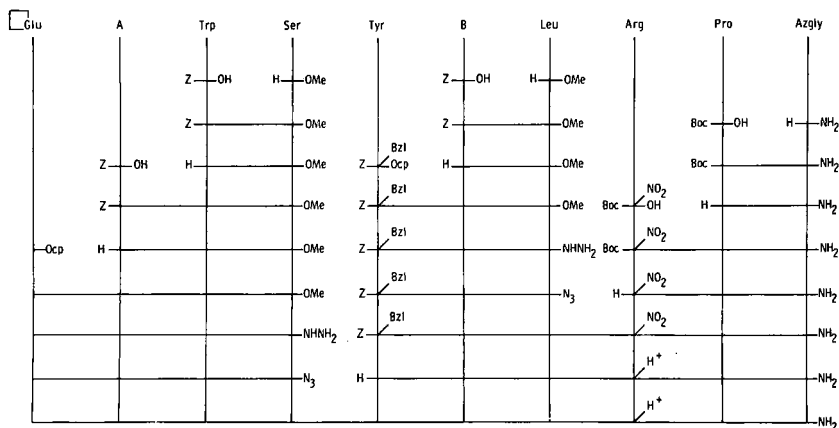 Glu A Trp Ser Tyr B Leu Arg Pro Azgly
Z OH H OMe Z OH H OMe
Z OMe Z OMe Boc OH H NH₂
Bzl
Z OH H OMe Z Ocp H OMe Boc NH₂
Bzl NO₂
Z OMe Z OMe Boc OH H NH₂
Bzl NO₂
Ocp H OMe Z NHNH₂ Boc NH₂
Bzl NO₂
OMe Z N₃ H NH₂
Bzl NO₂
NHNH₂ Z NH₂
H⁺
N₃ H NH₂
H⁺
NH₂